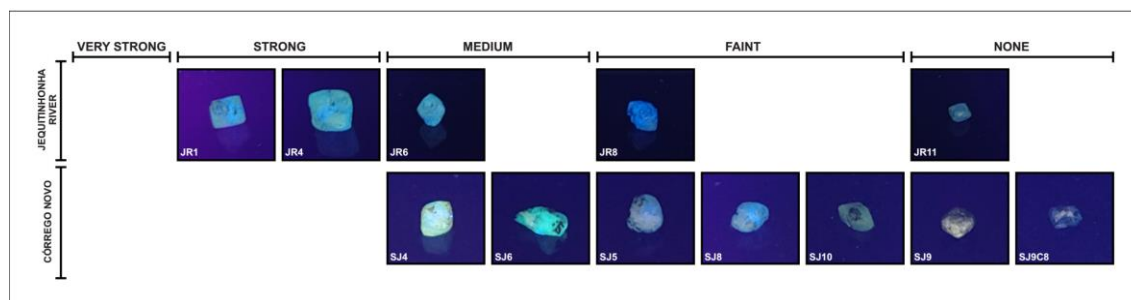 VERY STRONG STRONG MEDIUM FAINT NONE
JEQUITINHONHA
RIVER
JR1 JR4 JR6 JR8 JR11
CÓRREGO NOVO
SJ4 SJ6 SJ5 SJ8 SJ10 SJ9 SJ9C8